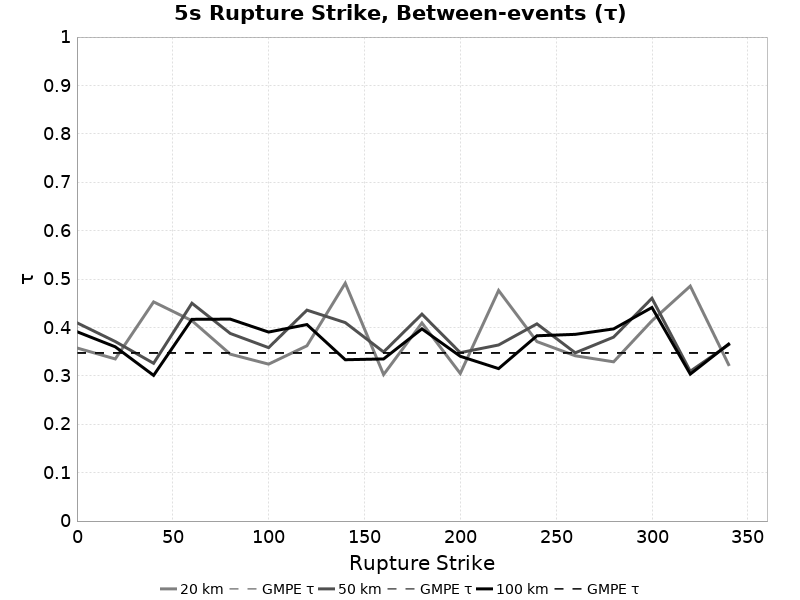 5s Rupture Strike, Between-events (τ)
1
0.9
0.8
0.7
0.6
0.5
0.4
0.3
0.2
0.1
0
τ
0 50 100 150 200 250 300 350
Rupture Strike
20 km GMPE τ 50 km GMPE τ 100 km GMPE τ